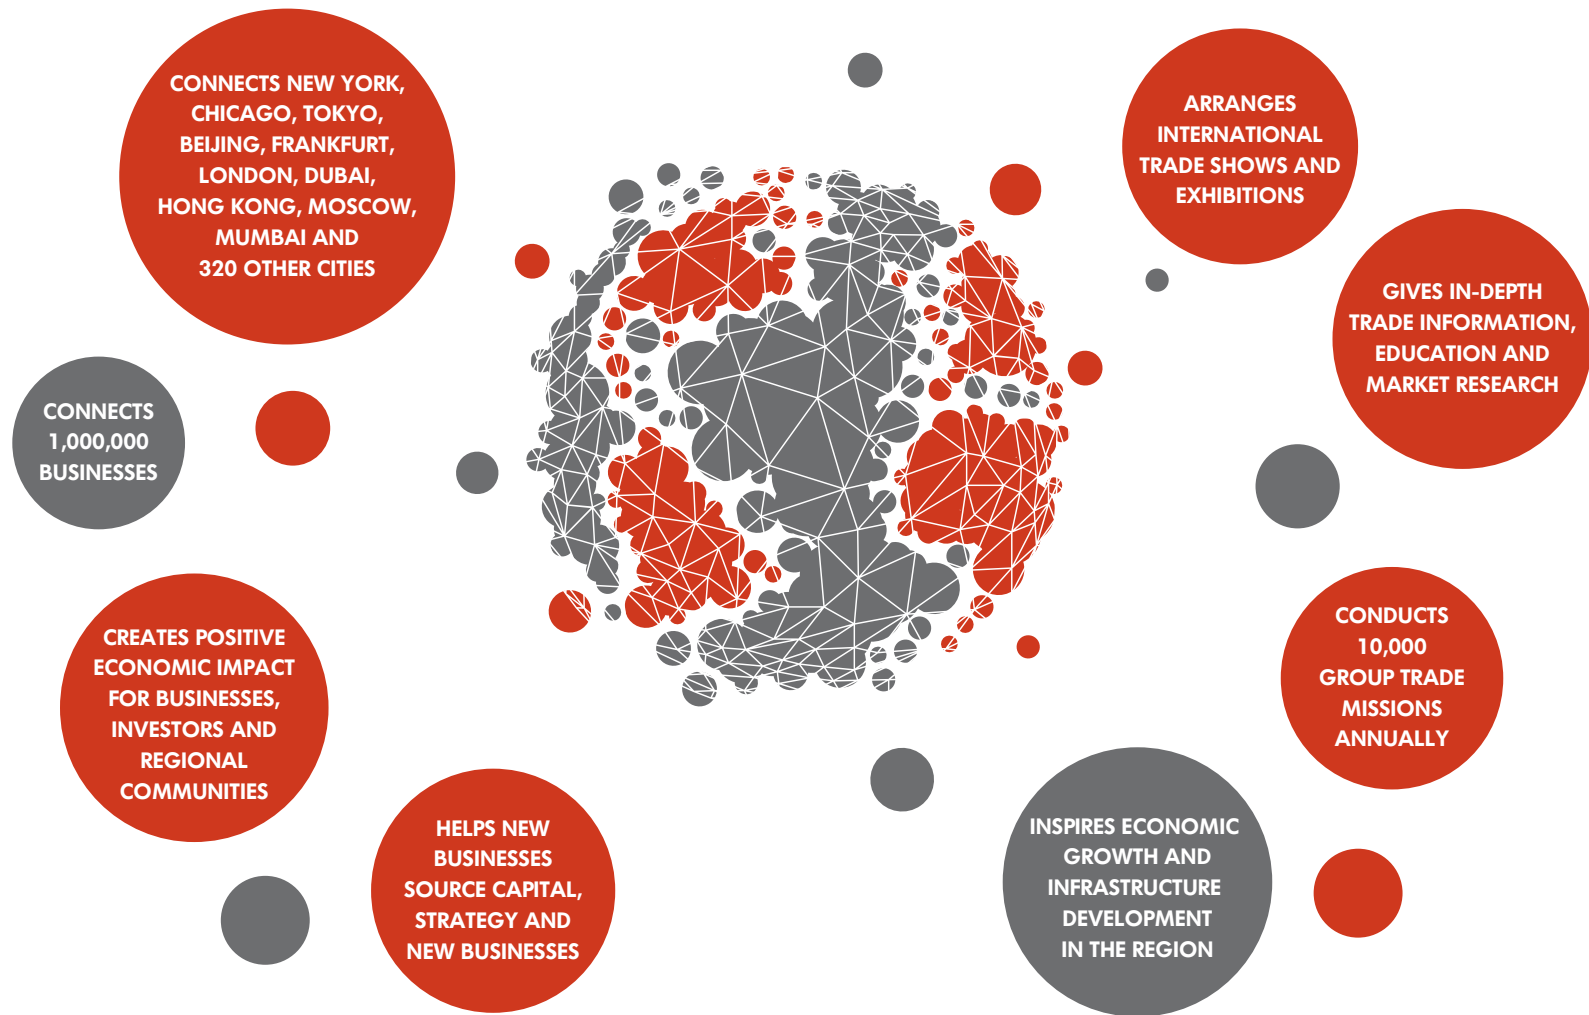 CONNECTS NEW YORK,
CHICAGO, TOKYO,
BEIJING, FRANKFURT,
LONDON, DUBAI,
HONG KONG, MOSCOW,
MUMBAI AND
320 OTHER CITIES
ARRANGES
INTERNATIONAL
TRADE SHOWS AND
EXHIBITIONS
GIVES IN-DEPTH
TRADE INFORMATION,
EDUCATION AND
MARKET RESEARCH
CONNECTS
1,000,000
BUSINESSES
CREATES POSITIVE
ECONOMIC IMPACT
FOR BUSINESSES,
INVESTORS AND
REGIONAL
COMMUNITIES
CONDUCTS
10,000
GROUP TRADE
MISSIONS
ANNUALLY
HELPS NEW
BUSINESSES
SOURCE CAPITAL,
STRATEGY AND
NEW BUSINESSES
INSPIRES ECONOMIC
GROWTH AND
INFRASTRUCTURE
DEVELOPMENT
IN THE REGION